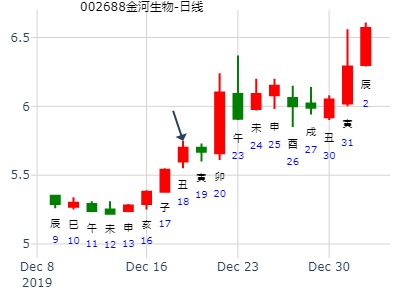 002688金河生物-日线
6.5
6
5.5
5
辰 巳 午 未 申 亥 子 丑 寅 卯 午 未 申 酉 戌 丑 寅 辰
9 10 11 12 13 16 17 18 19 20 23 24 25 26 27 30 31 2
Dec 8 Dec 16 Dec 23 Dec 30
2019